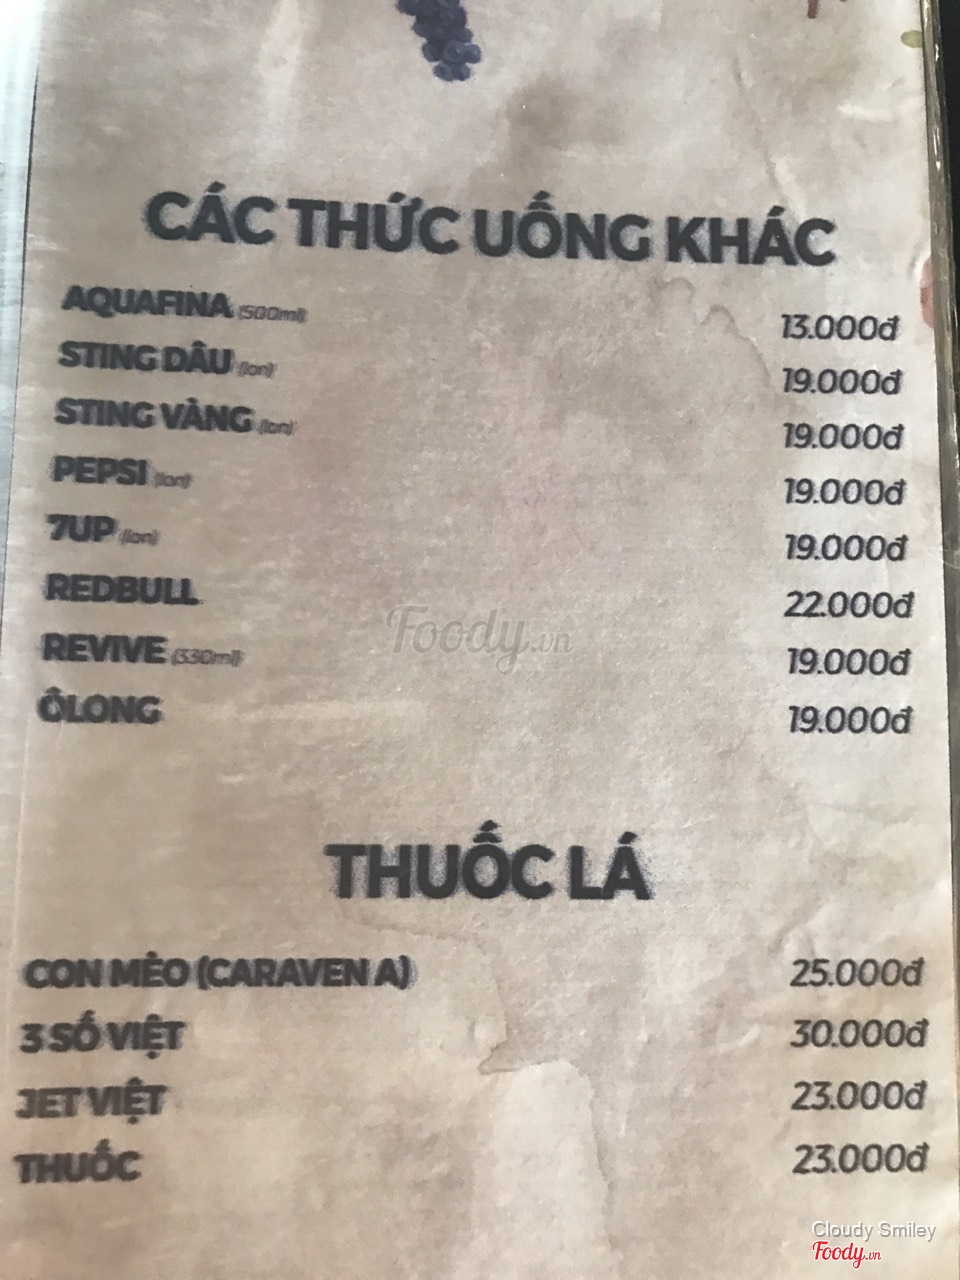 CÁC THỨC UỐNG KHÁC
AQUAFINA (500ml) 13.000đ
STING DÂU (lon) 19.000đ
STING VÀNG (lon) 19.000đ
PEPSI (lon) 19.000đ
7UP (lon) 19.000đ
REDBULL 22.000đ
REVIVE (330ml) 19.000đ
ÔLONG 19.000đ
Foody.vn
THUỐC LÁ
CON MÈO (CARAVEN A) 25.000đ
3 SỐ VIỆT 30.000đ
JET VIỆT 23.000đ
THUỐC 23.000đ
Cloudy Smiley
Foody.vn